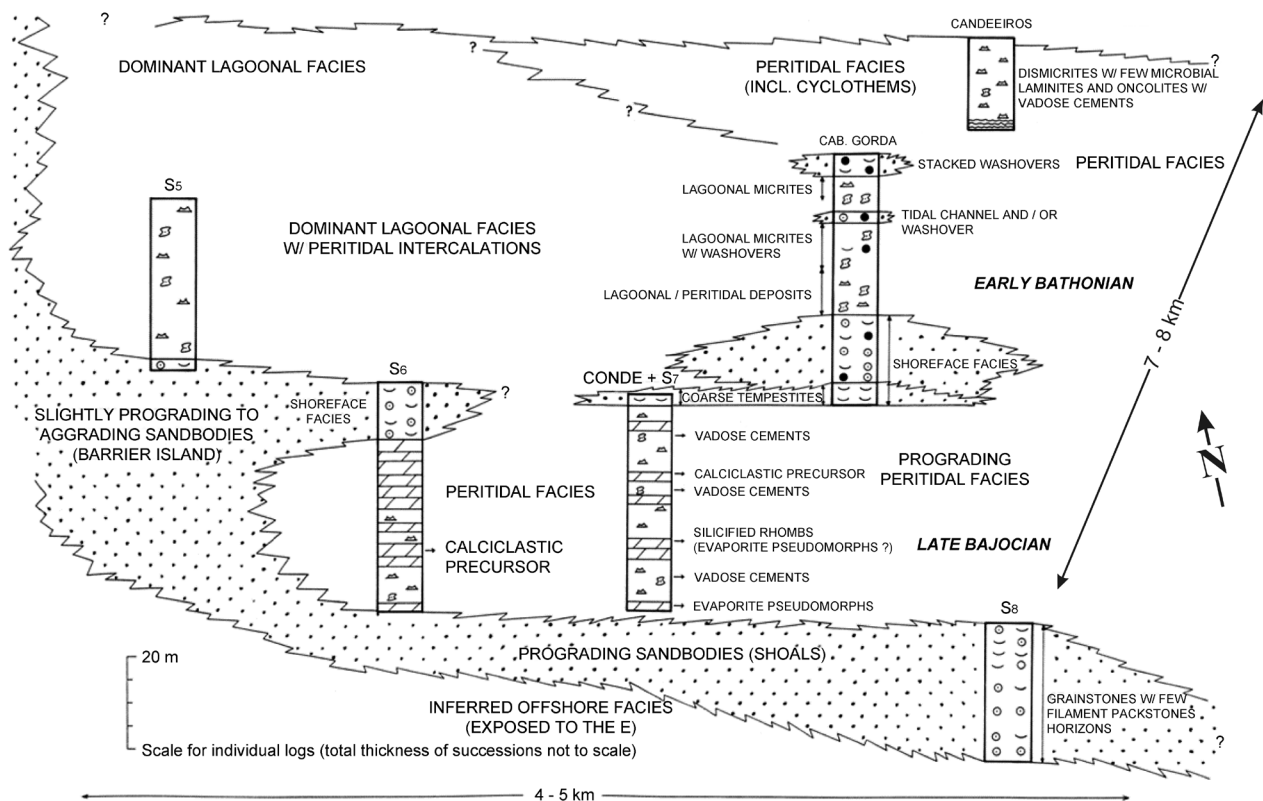 ?
CANDEEIROS
DOMINANT LAGOONAL FACIES
?
PERITIDAL FACIES
(INCL. CYCLOTHEMS)
?
DISMICRITES W/ FEW MICROBIAL
LAMINITES AND ONCOLITES W/
VADOSE CEMENTS
?
CAB. GORDA
STACKED WASHOVERS
PERITIDAL FACIES
S5
LAGOONAL MICRITES
DOMINANT LAGOONAL FACIES
W/ PERITIDAL INTERCALATIONS
TIDAL CHANNEL AND / OR
WASHOVER
LAGOONAL MICRITES
W/ WASHOVERS
EARLY BATHONIAN
LAGOONAL / PERITIDAL DEPOSITS
7 - 8 km
SHOREFACE FACIES
S6
CONDE + S7
?
COARSE TEMPESTITES
SHOREFACE
FACIES
SLIGHTLY PROGRADING TO
AGGRADING SANDBODIES
(BARRIER ISLAND)
VADOSE CEMENTS
CALCICLASTIC PRECURSOR
VADOSE CEMENTS
PROGRADING
PERITIDAL FACIES
N
PERITIDAL FACIES
SILICIFIED RHOMBS
(EVAPORITE PSEUDOMORPHS ?)
LATE BAJOCIAN
CALCICLASTIC
PRECURSOR
VADOSE CEMENTS
EVAPORITE PSEUDOMORPHS
S8
20 m
PROGRADING SANDBODIES (SHOALS)
INFERRED OFFSHORE FACIES
(EXPOSED TO THE E)
GRAINSTONES W/ FEW
FILAMENT PACKSTONES
HORIZONS
?
Scale for individual logs (total thickness of successions not to scale)
4 - 5 km